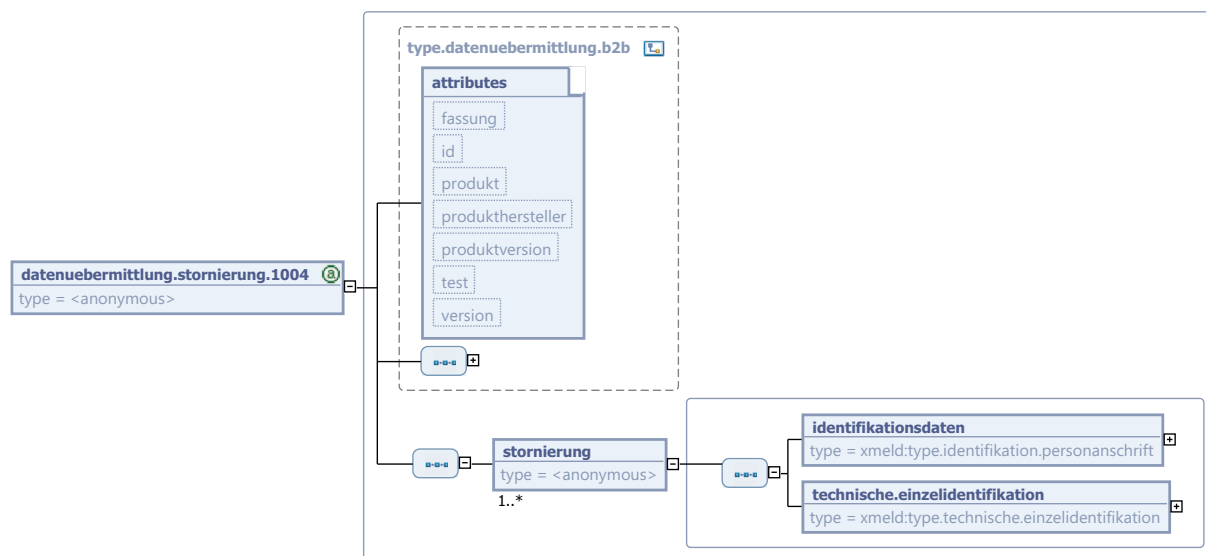 type.datenuebermittlung.b2b
attributes
fassung
id
produkt
produkthersteller
produktversion
test
version
datenuebermittlung.stornierung.1004 a
type = <anonymous>
stornierung
type = <anonymous>
1..*
identifikationsdaten
type = xmeld:type.identifikation.personanschrift
technische.einzelidentifikation
type = xmeld:type.technische.einzelidentifikation